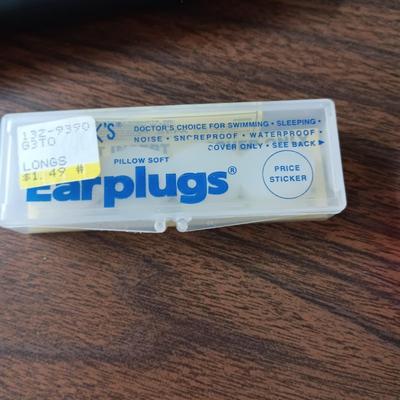 132-9390
G3TO
LONGS
$1.49 #
K'S
DOCTOR'S CHOICE FOR SWIMMING • SLEEPING •
NOISE • SNOREPROOF • WATERPROOF •
COVER ONLY • SEE BACK ▶
PILLOW SOFT
Earplugs®
PRICE
STICKER